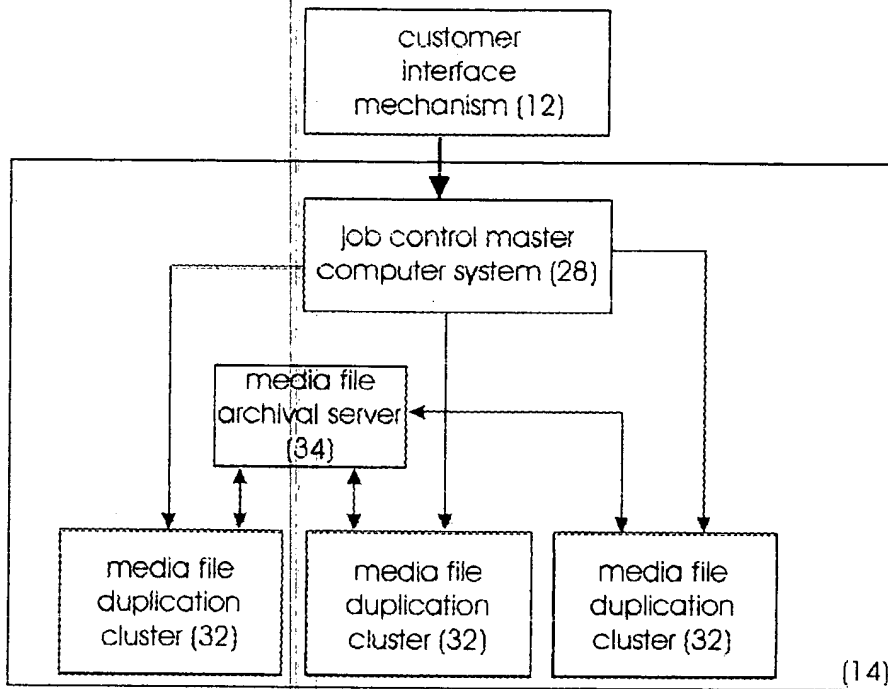 customer
interface
mechanism (12)
job control master
computer system (28)
media file
archival server
(34)
media file
duplication
cluster (32)
media file
duplication
cluster (32)
media file
duplication
cluster (32)
(14)